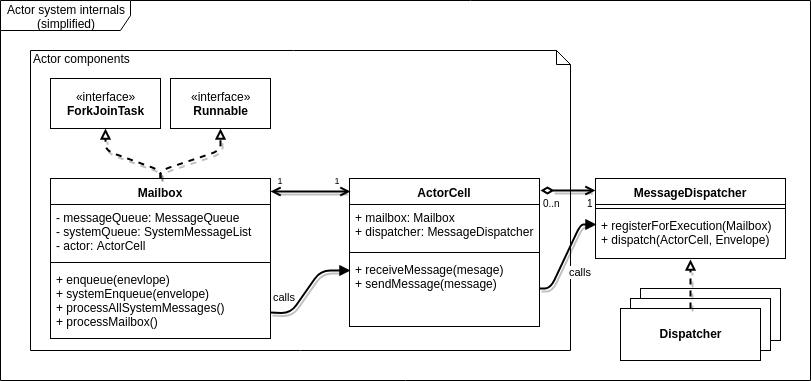 Actor system internals
(simplified)
Actor components
«interface»
ForkJoinTask
«interface»
Runnable
Mailbox
- messageQueue: MessageQueue
- systemQueue: SystemMessageList
- actor: ActorCell
+ enqueue(enevlope)
+ systemEnqueue(envelope)
+ processAllSystemMessages()
+ processMailbox()
1
1
calls
ActorCell
+ mailbox: Mailbox
+ dispatcher: MessageDispatcher
+ receiveMessage(mesage)
+ sendMessage(message)
0..n
1
calls
MessageDispatcher
+ registerForExecution(Mailbox)
+ dispatch(ActorCell, Envelope)
Dispatcher